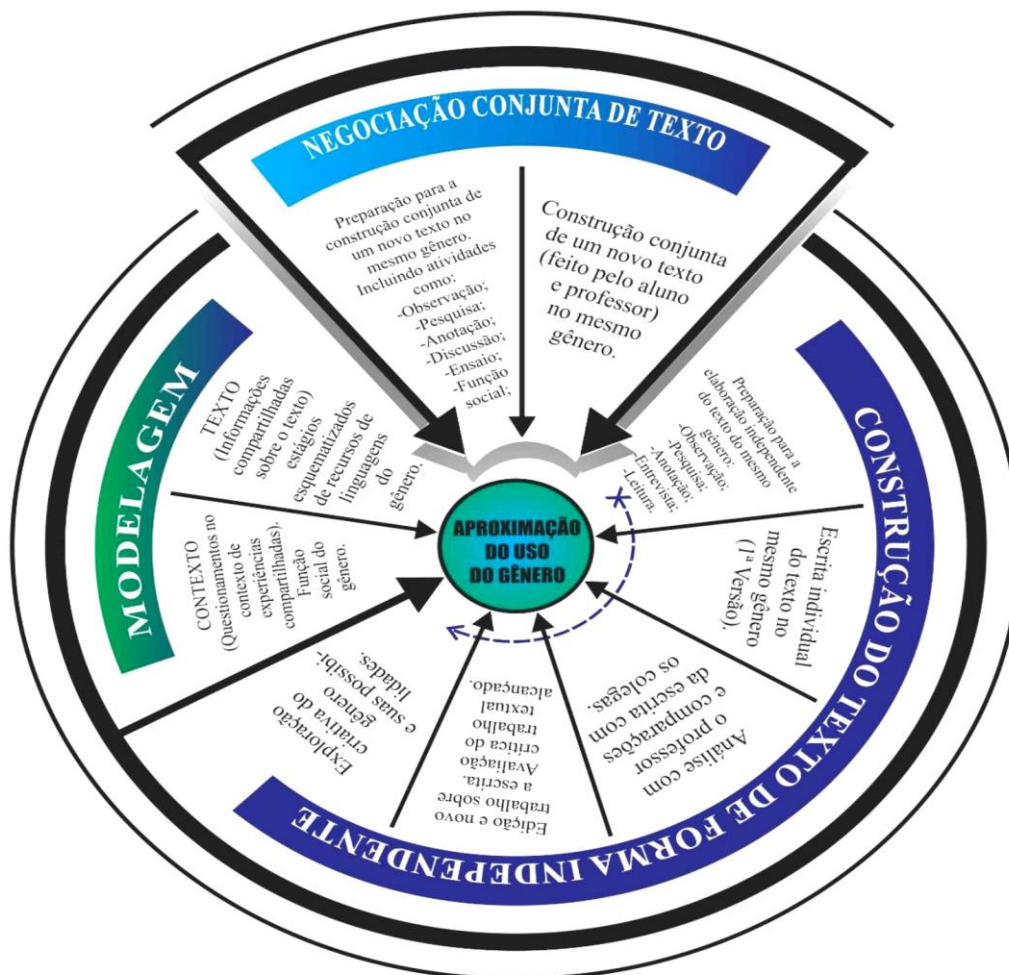 NEGOCIAÇÃO CONJUNTA DE TEXTO
Preparação para a
construção conjunta de
um novo texto no
mesmo gênero.
Incluindo atividades
como:
-Observação;
-Pesquisa;
-Anotação;
-Discussão;
-Ensaio;
-Função
social;
Construção conjunta
de um novo texto
(feito pelo aluno
e professor)
no mesmo
gênero.
MODELAGEM
TEXTO
(Informações
compartilhadas
sobre o texto)
estágios
esquematizados
de recursos de
linguagens
do
gênero.
CONTEXTO
(Questionamentos no
contexto de
experiências
compartilhadas).
Função
social do
gênero.
APROXIMAÇÃO
DO USO
DO GÊNERO
CONSTRUÇÃO DO TEXTO DE FORMA INDEPENDENTE
Preparação para a
elaboração independente
do texto do mesmo
gênero:
-Observação;
-Pesquisa;
-Anotação;
-Entrevista;
-Leitura.
Escrita individual
do texto no
mesmo gênero
(1ª Versão).
Análise com
o professor
e comparações
da escrita com
os colegas.
Edição e novo
trabalho sobre
a escrita.
Avaliação
crítica do
trabalho
textual
alcançado.
Exploração
criativa do
gênero
e suas possibi-
lidades.